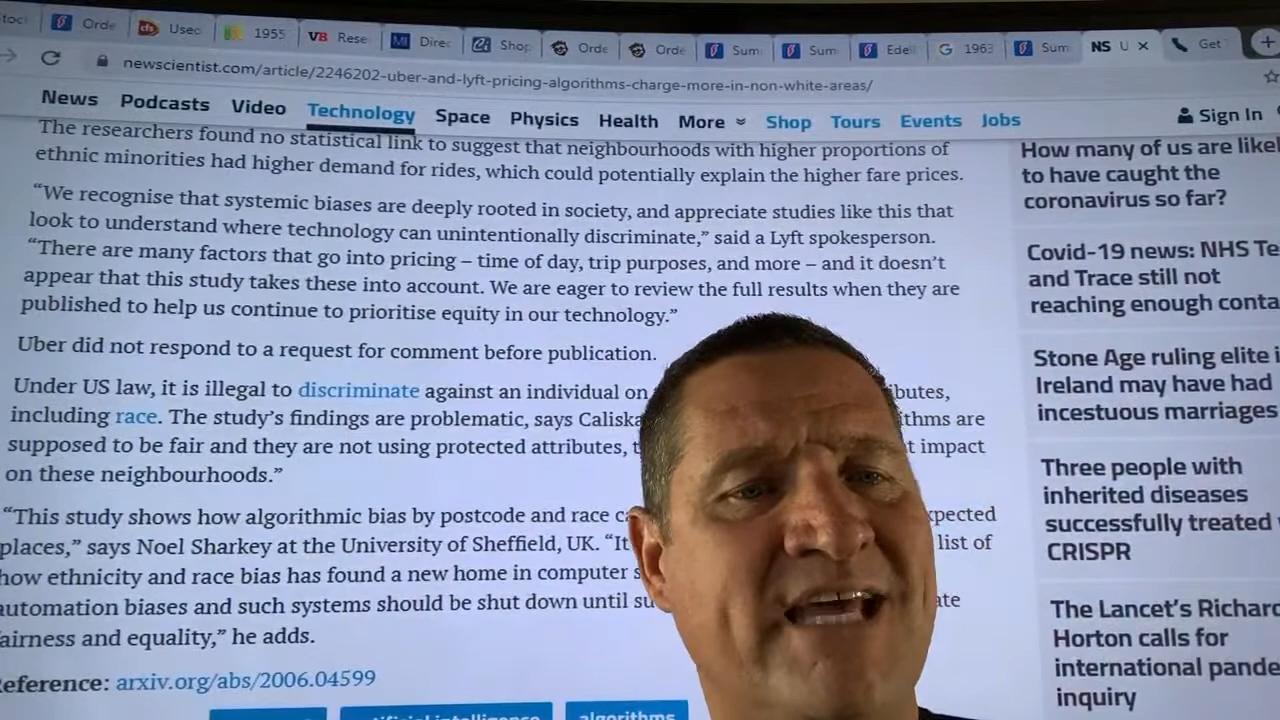 Orde
Usec
1955
VB Rese
MI Direc
Shop
Orde
Orde
Sum
Sum
Edel
G 1963
Sum
NS U
Get
newscientist.com/article/2246202-uber-and-lyft-pricing-algorithms-charge-more-in-non-white-areas/
News Podcasts Video Technology Space Physics Health More Shop Tours Events Jobs Sign In
The researchers found no statistical link to suggest that neighbourhoods with higher proportions of
ethnic minorities had higher demand for rides, which could potentially explain the higher fare prices.
“We recognise that systemic biases are deeply rooted in society, and appreciate studies like this that
look to understand where technology can unintentionally discriminate,” said a Lyft spokesperson.
“There are many factors that go into pricing – time of day, trip purposes, and more – and it doesn’t
appear that this study takes these into account. We are eager to review the full results when they are
published to help us continue to prioritise equity in our technology.”
Uber did not respond to a request for comment before publication.
Under US law, it is illegal to discriminate against an individual on butes,
including race. The study’s findings are problematic, says Caliska thms are
supposed to be fair and they are not using protected attributes, t t impact
on these neighbourhoods.”
“This study shows how algorithmic bias by postcode and race c xpected
places,” says Noel Sharkey at the University of Sheffield, UK. “It list of
how ethnicity and race bias has found a new home in computer s
automation biases and such systems should be shut down until su ate
airness and equality,” he adds.
eference: arxiv.org/abs/2006.04599
artificial intelligence
algorithms
How many of us are likel
to have caught the
coronavirus so far?
Covid-19 news: NHS Te
and Trace still not
reaching enough conta
Stone Age ruling elite i
Ireland may have had
incestuous marriages
Three people with
inherited diseases
successfully treated
CRISPR
The Lancet’s Richard
Horton calls for
international pande
inquiry